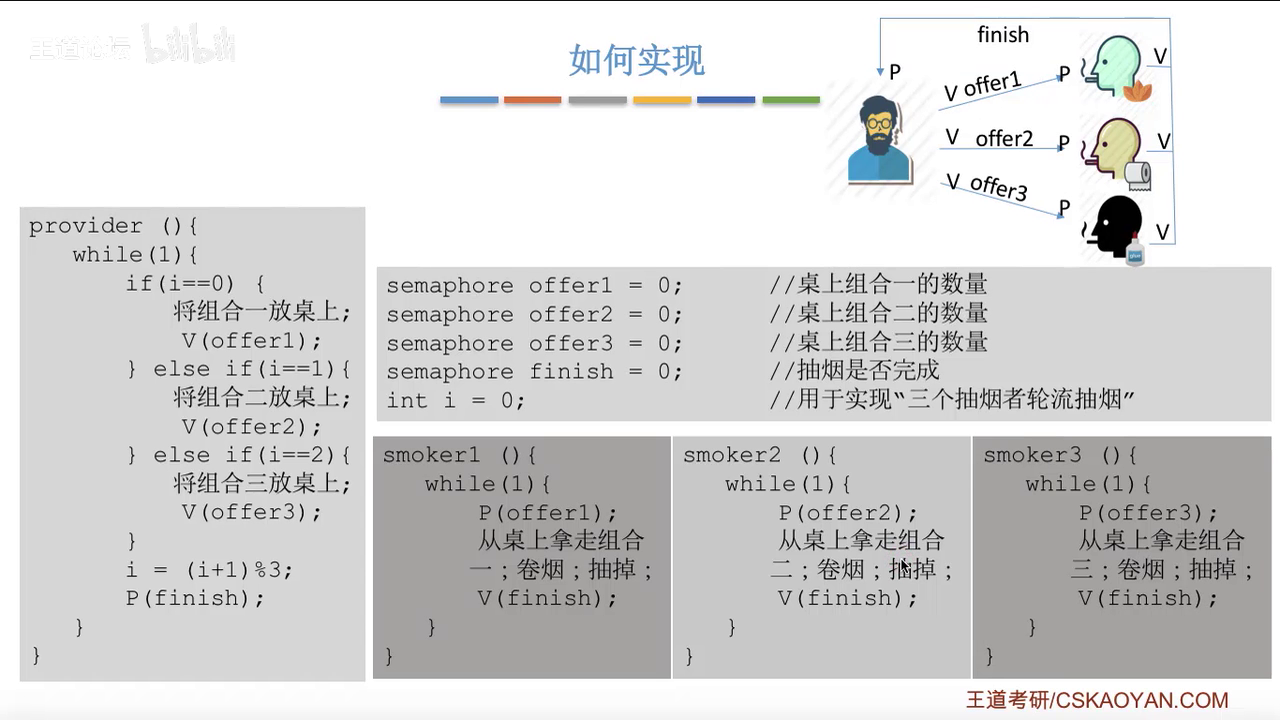 王道论坛 bilibili
如何实现
finish
P
V offer1 P V
V offer2 P V
V offer3 P V
provider (){
while(1){
if(i==0) {
将组合一放桌上;
V(offer1);
} else if(i==1){
将组合二放桌上;
V(offer2);
} else if(i==2){
将组合三放桌上;
V(offer3);
}
i = (i+1)%3;
P(finish);
}
}
semaphore offer1 = 0; //桌上组合一的数量
semaphore offer2 = 0; //桌上组合二的数量
semaphore offer3 = 0; //桌上组合三的数量
semaphore finish = 0; //抽烟是否完成
int i = 0; //用于实现“三个抽烟者轮流抽烟”
smoker1 (){
while(1){
P(offer1);
从桌上拿走组合
一；卷烟；抽掉；
V(finish);
}
}
smoker2 (){
while(1){
P(offer2);
从桌上拿走组合
二；卷烟；抽掉；
V(finish);
}
}
smoker3 (){
while(1){
P(offer3);
从桌上拿走组合
三；卷烟；抽掉；
V(finish);
}
}
王道考研/CSKAOYAN.COM